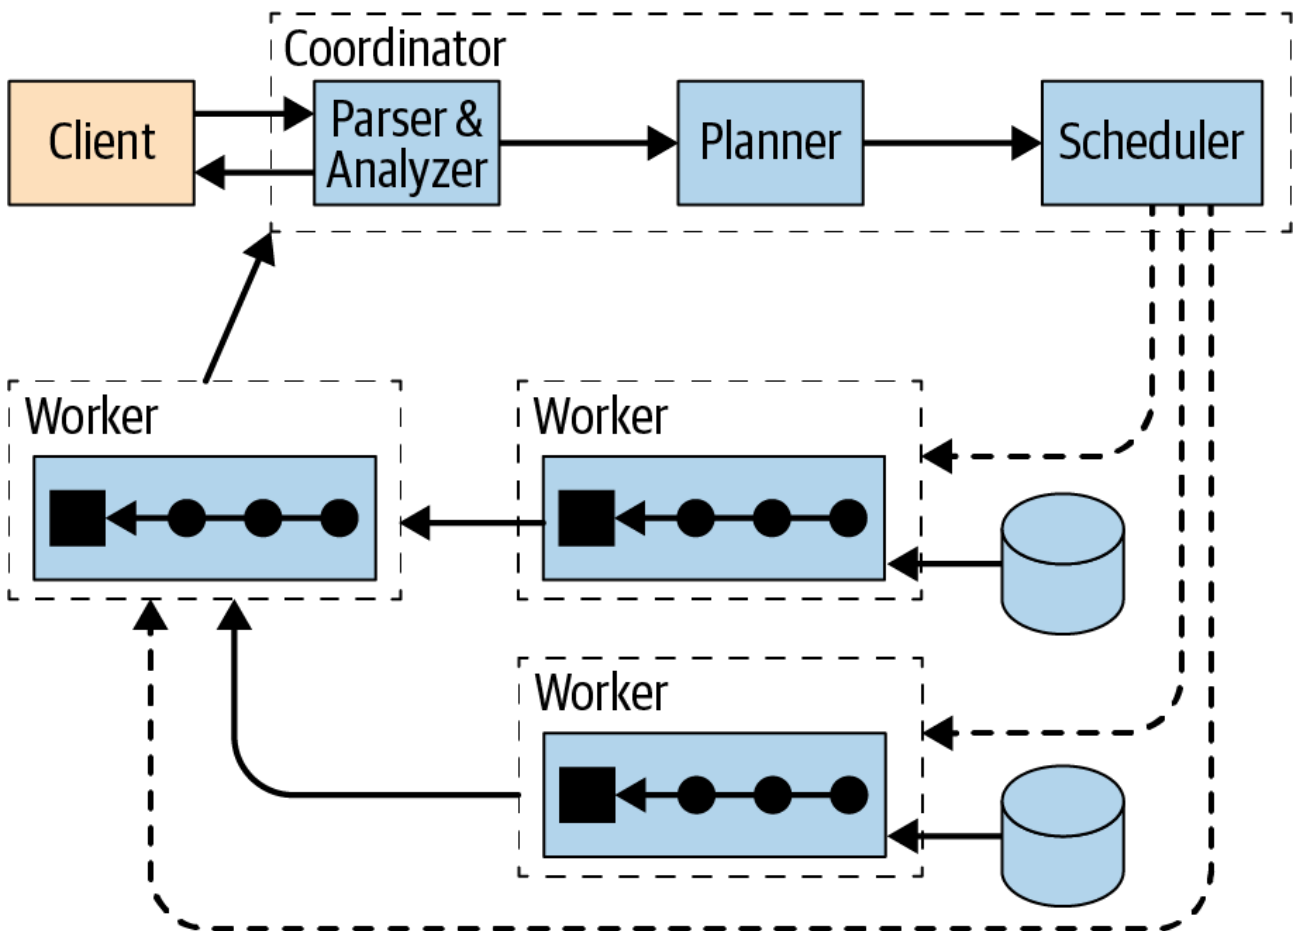 Coordinator
Client
Parser &
Analyzer
Planner
Scheduler
Worker
Worker
Worker